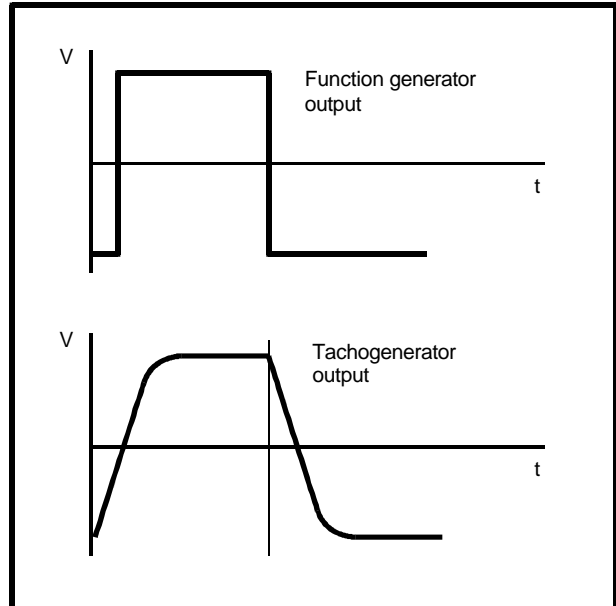 V
Function generator
output
t
V
Tachogenerator
output
t